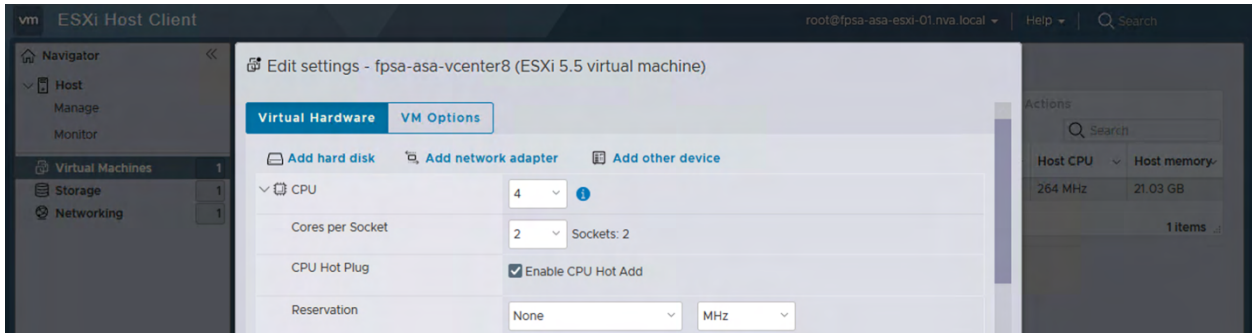 vm ESXi Host Client root@fpsa-asa-esxi-01.nva.local Help Search
Navigator
Host
Manage
Monitor
Virtual Machines 1
Storage 1
Networking 1
Edit settings - fpsa-asa-vcenter8 (ESXi 5.5 virtual machine)
Virtual Hardware VM Options
Add hard disk Add network adapter Add other device
CPU 4
Cores per Socket 2 Sockets: 2
CPU Hot Plug Enable CPU Hot Add
Reservation None MHz
Actions
Search
Host CPU Host memory
264 MHz 21.03 GB
1 items